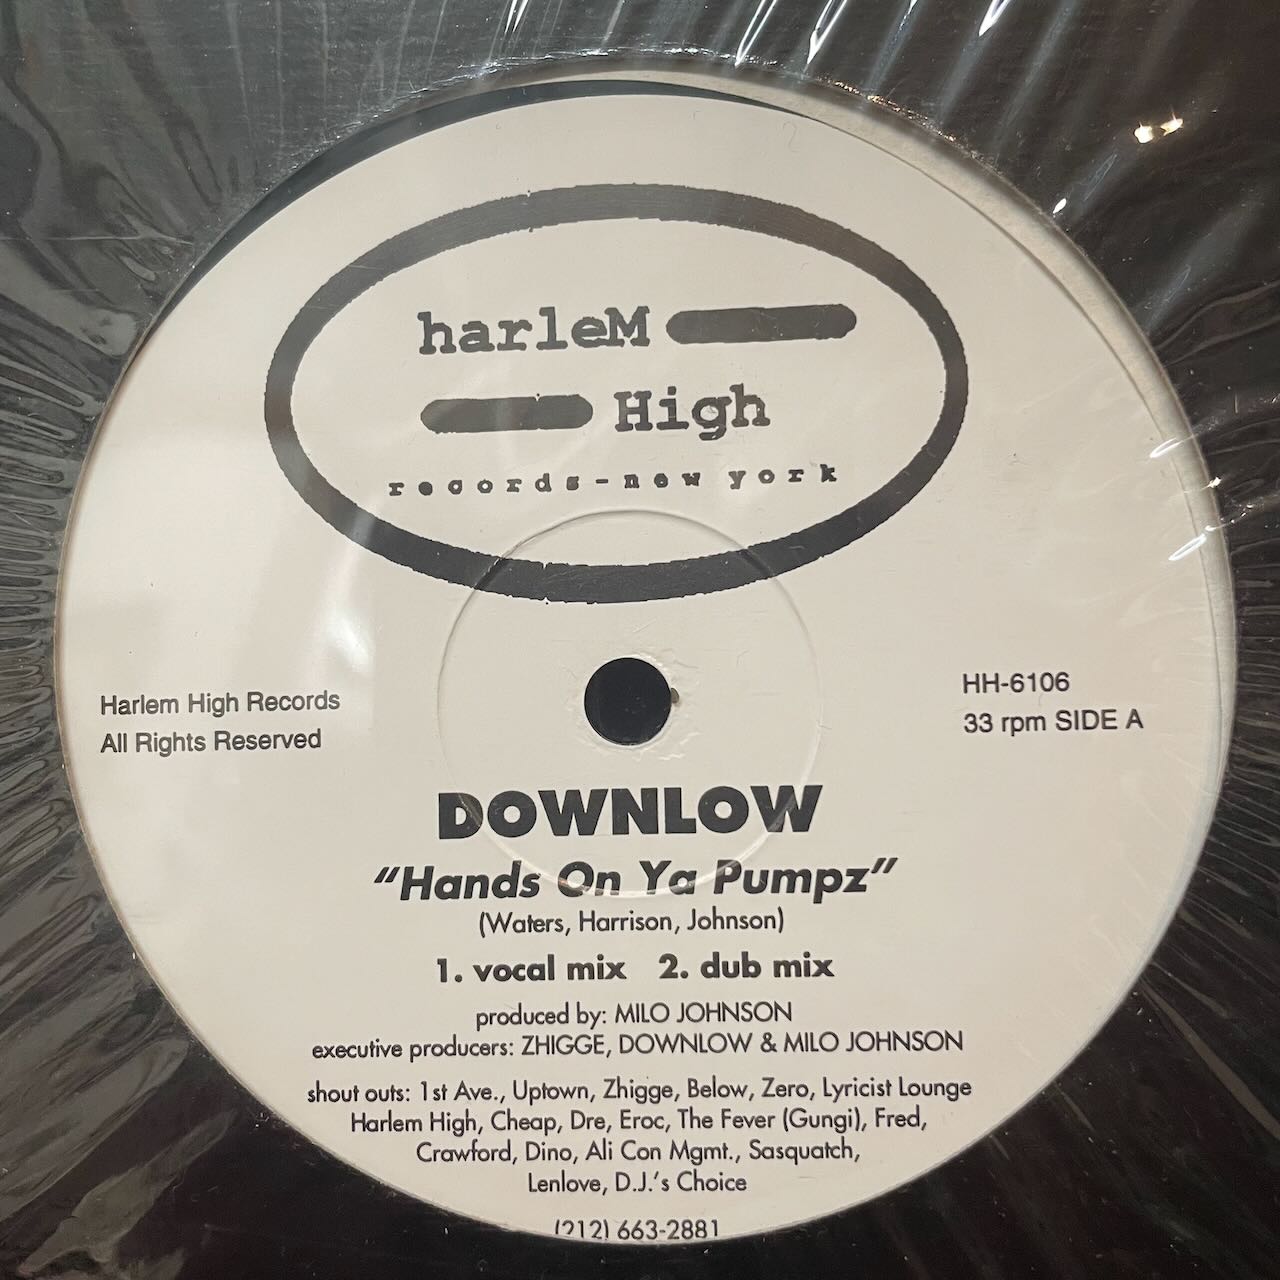 harleM
High
records-new york
Harlem High Records
All Rights Reserved
HH-6106
33 rpm SIDE A
DOWNLOW
“Hands On Ya Pumpz”
(Waters, Harrison, Johnson)
1. vocal mix 2. dub mix
produced by: MILO JOHNSON
executive producers: ZHIGGE, DOWNLOW & MILO JOHNSON
shout outs: 1st Ave., Uptown, Zhigge, Below, Zero, Lyricist Lounge
Harlem High, Cheap, Dre, Eroc, The Fever (Gungi), Fred,
Crawford, Dino, Ali Con Mgmt., Sasquatch,
Lenlove, D.J.'s Choice
(212) 663-2881